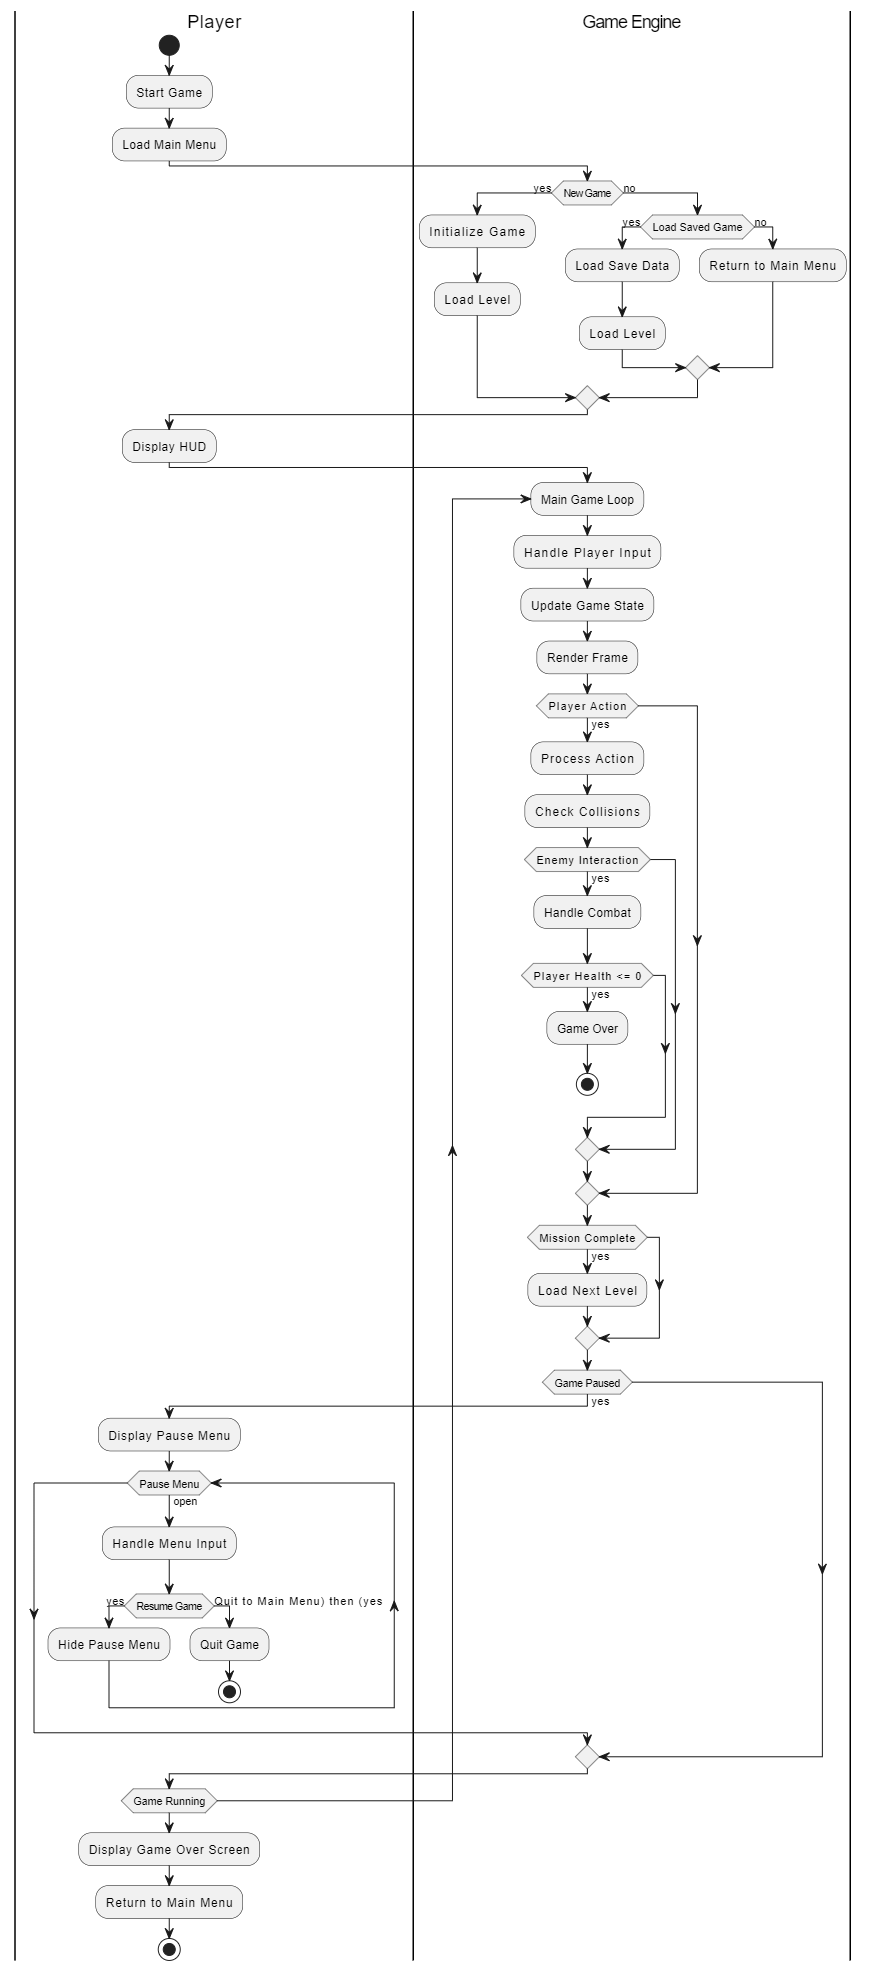 Player
Game Engine
Start Game
Load Main Menu
yes
New Game
no
Initialize Game
yes
Load Saved Game
no
Load Save Data
Return to Main Menu
Load Level
Load Level
Display HUD
Main Game Loop
Handle Player Input
Update Game State
Render Frame
Player Action
yes
Process Action
Check Collisions
Enemy Interaction
yes
Handle Combat
Player Health <= 0
yes
Game Over
Mission Complete
yes
Load Next Level
Game Paused
yes
Display Pause Menu
Pause Menu
open
Handle Menu Input
yes
Resume Game
Quit to Main Menu) then (yes
Hide Pause Menu
Quit Game
Game Running
Display Game Over Screen
Return to Main Menu